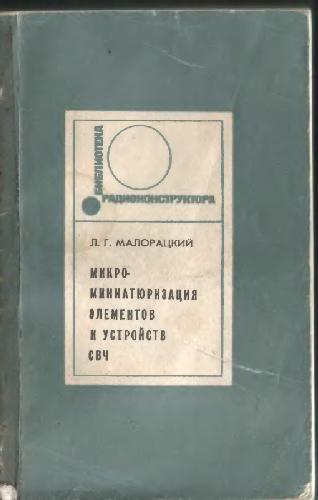 БИБЛИОТЕКА
РАДИОКОНСТРУКТОРА
Л. Г. МАЛОРАЦКИЙ
МИКРО-
МИНИАТЮРИЗАЦИЯ
ЭЛЕМЕНТОВ
И УСТРОЙСТВ
СВЧ